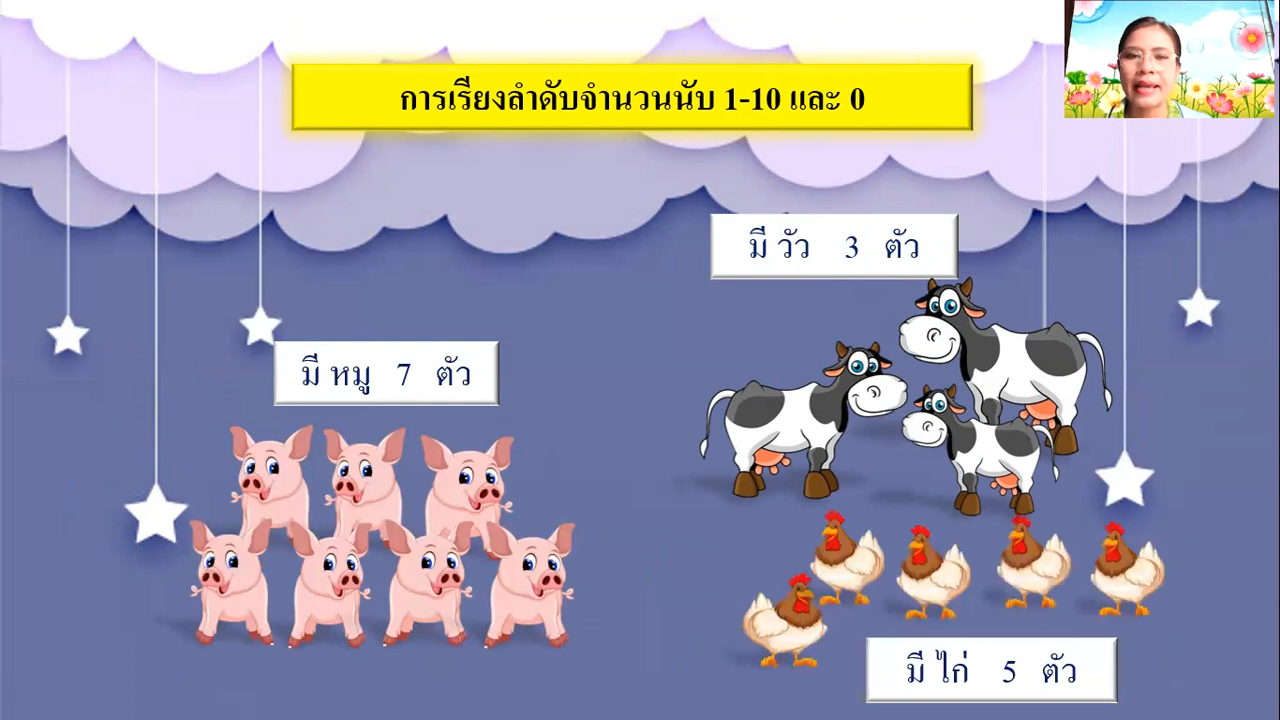 การเรียงลำดับจำนวนนับ 1-10 และ 0
มี วัว 3 ตัว
มี หมู 7 ตัว
มี ไก่ 5 ตัว